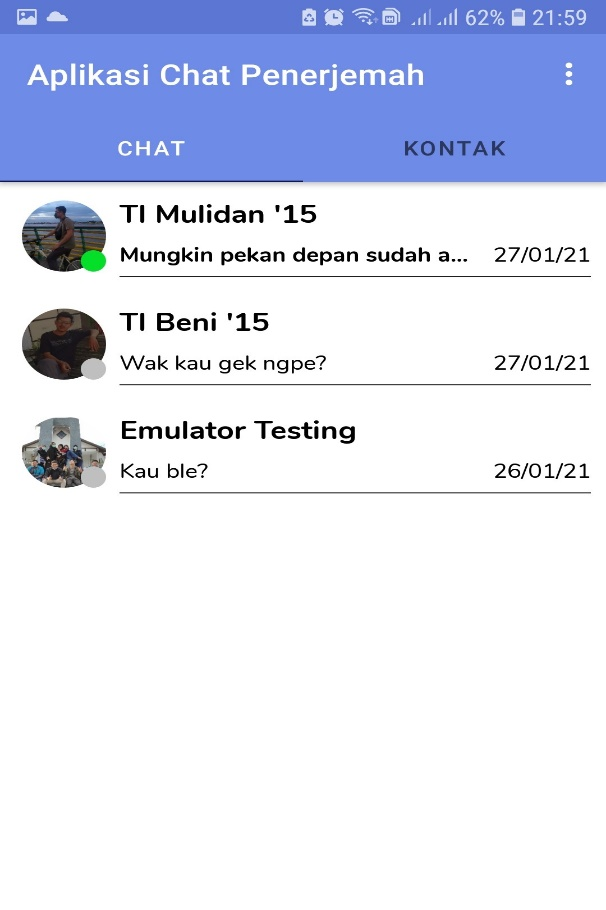 62% 21:59
Aplikasi Chat Penerjemah
CHAT KONTAK
TI Mulidan '15
Mungkin pekan depan sudah a... 27/01/21
TI Beni '15
Wak kau gek ngpe? 27/01/21
Emulator Testing
Kau ble? 26/01/21